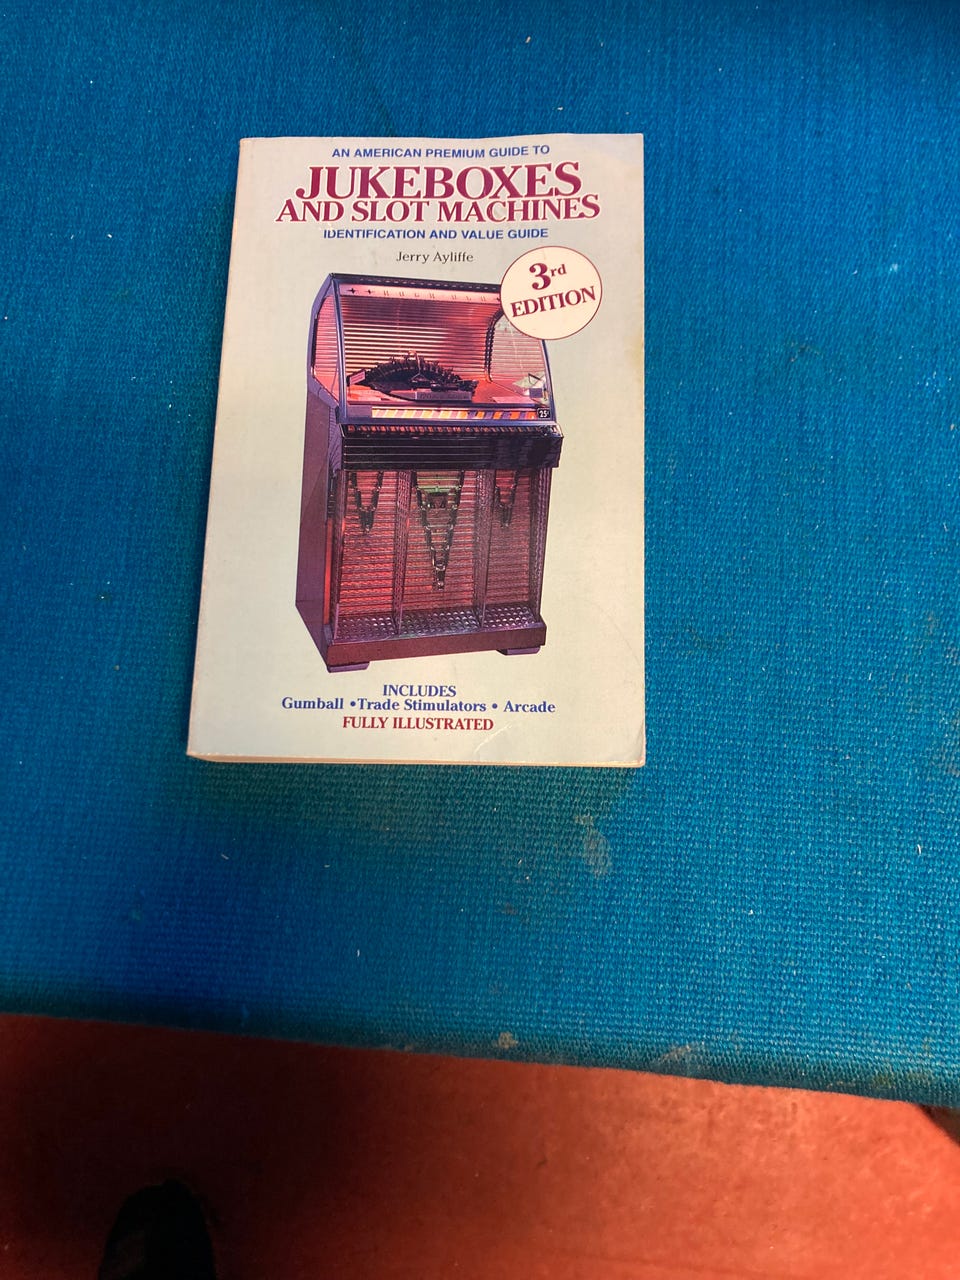 AN AMERICAN PREMIUM GUIDE TO
JUKEBOXES
AND SLOT MACHINES
IDENTIFICATION AND VALUE GUIDE
Jerry Ayliffe
3rd
EDITION
25¢
INCLUDES
Gumball • Trade Stimulators • Arcade
FULLY ILLUSTRATED